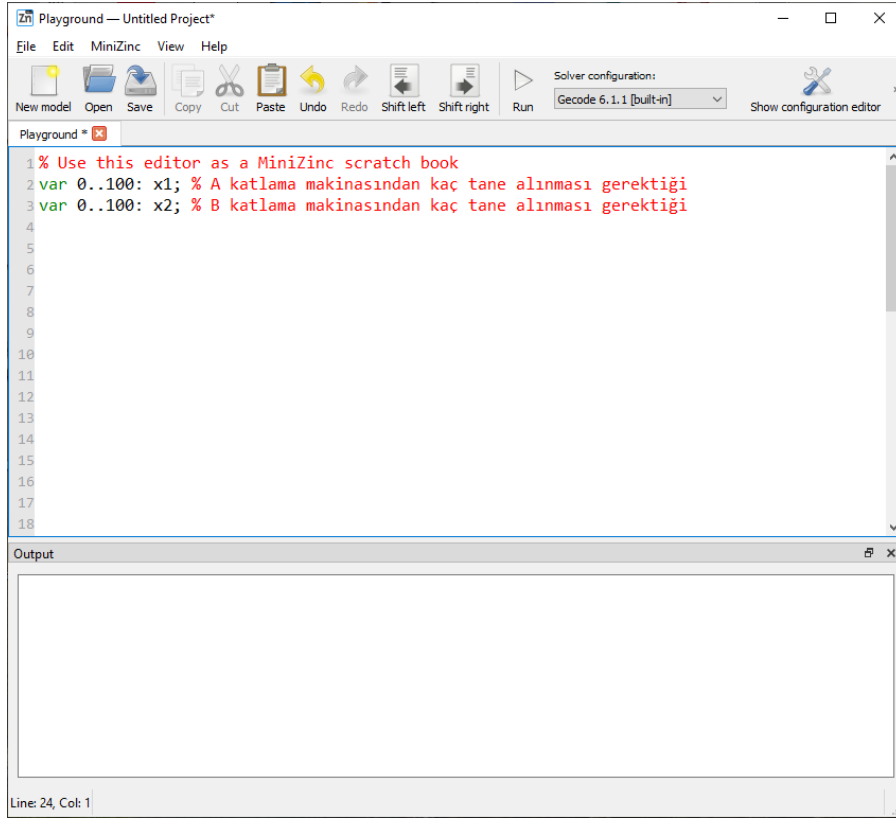 Zn Playground — Untitled Project*
File Edit MiniZinc View Help
Solver configuration:
Gecode 6.1.1 [built-in]
New model Open Save Copy Cut Paste Undo Redo Shift left Shift right Run Show configuration editor
Playground *
1 % Use this editor as a MiniZinc scratch book
2 var 0..100: x1; % A katlama makinasından kaç tane alınması gerektiği
3 var 0..100: x2; % B katlama makinasından kaç tane alınması gerektiği
4
5
6
7
8
9
10
11
12
13
14
15
16
17
18
Output
Line: 24, Col: 1